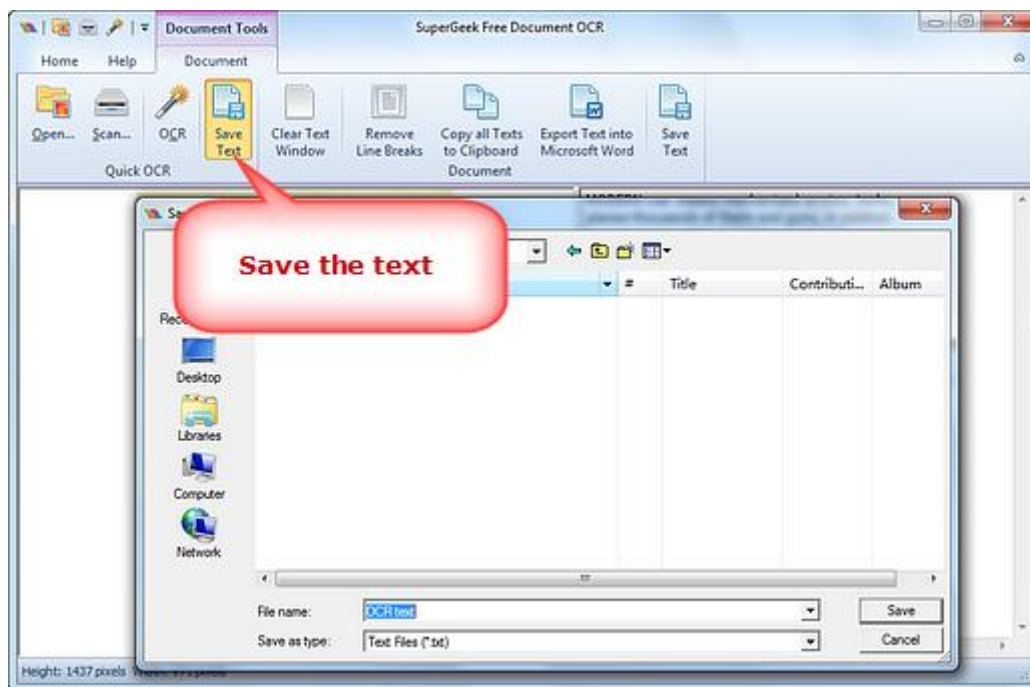 Document Tools
SuperGeek Free Document OCR
Home Help Document
Open... Scan... OCR Save Text Clear Text Window Remove Line Breaks Copy all Texts to Clipboard Export Text into Microsoft Word Save Text
Quick OCR Document
MODERN
Save the text
# Title Contributi... Album
Desktop
Libraries
Computer
Network
File name: OCR text Save
Save as type: Text Files (*.txt) Cancel
Height: 1437 pixels